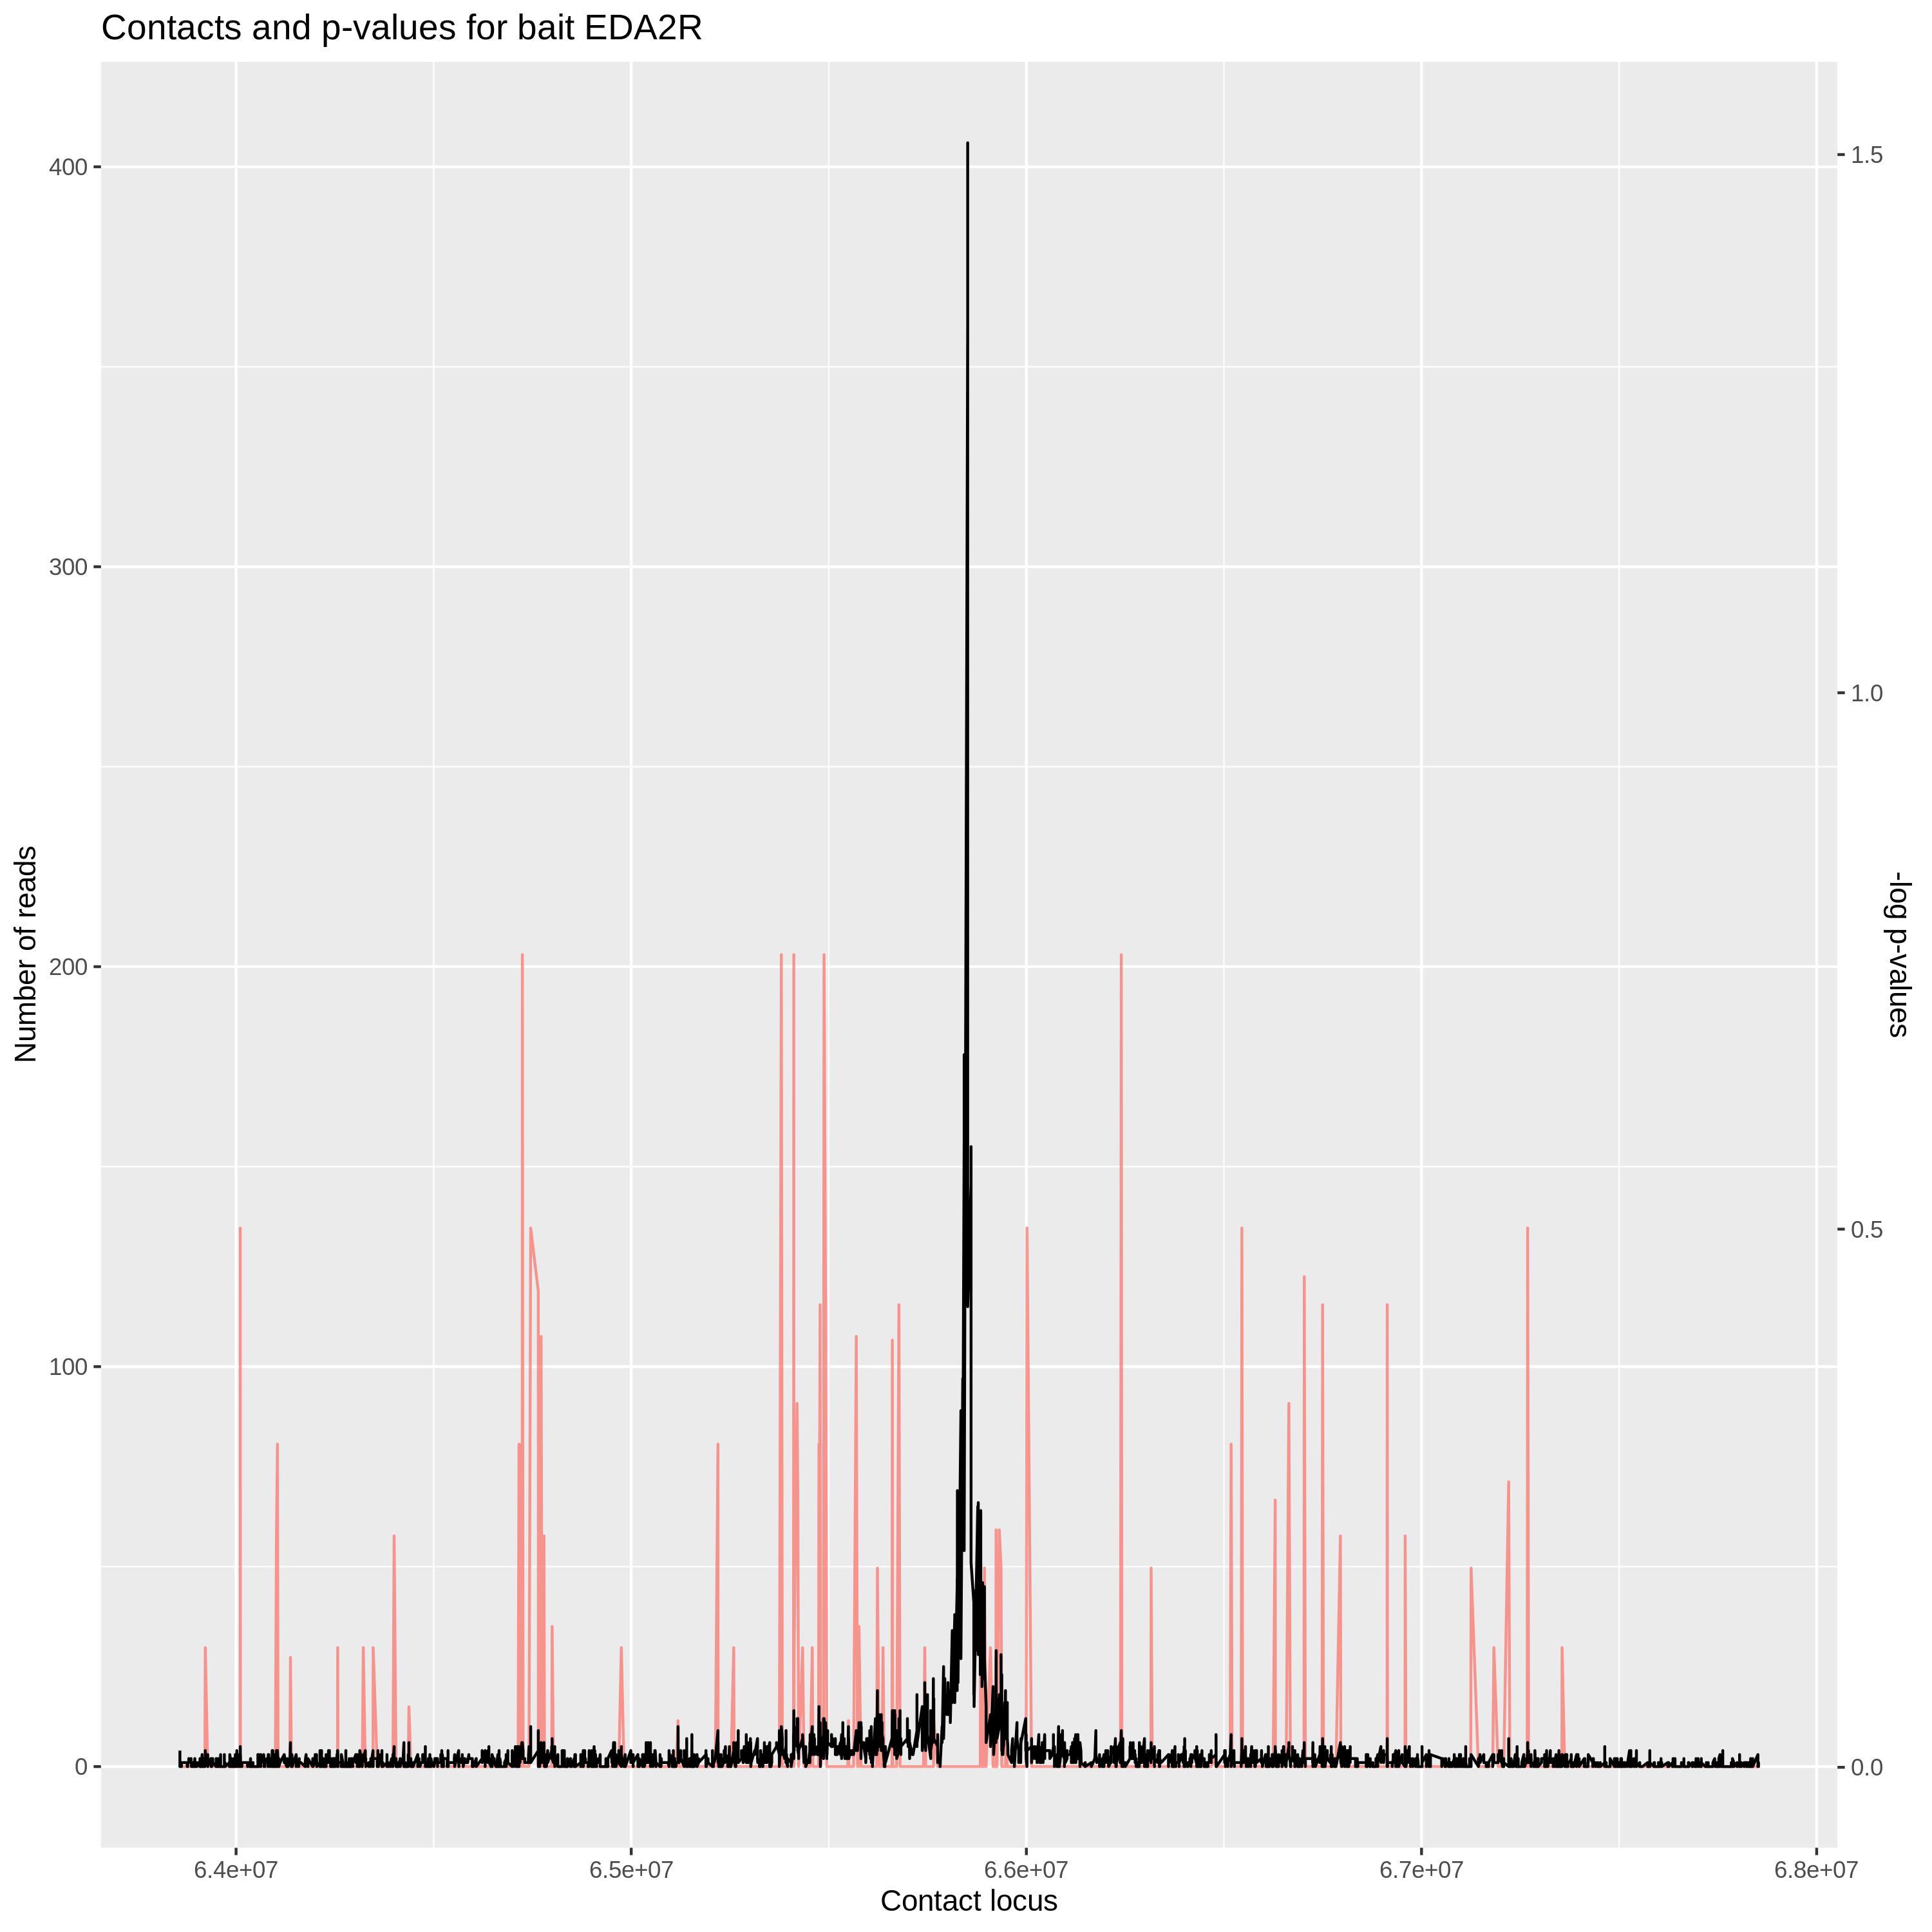 Contacts and p-values for bait EDA2R
400
300
200
100
0
Number of reads
1.5
1.0
0.5
0.0
-log p-values
6.4e+07
6.5e+07
6.6e+07
6.7e+07
6.8e+07
Contact locus